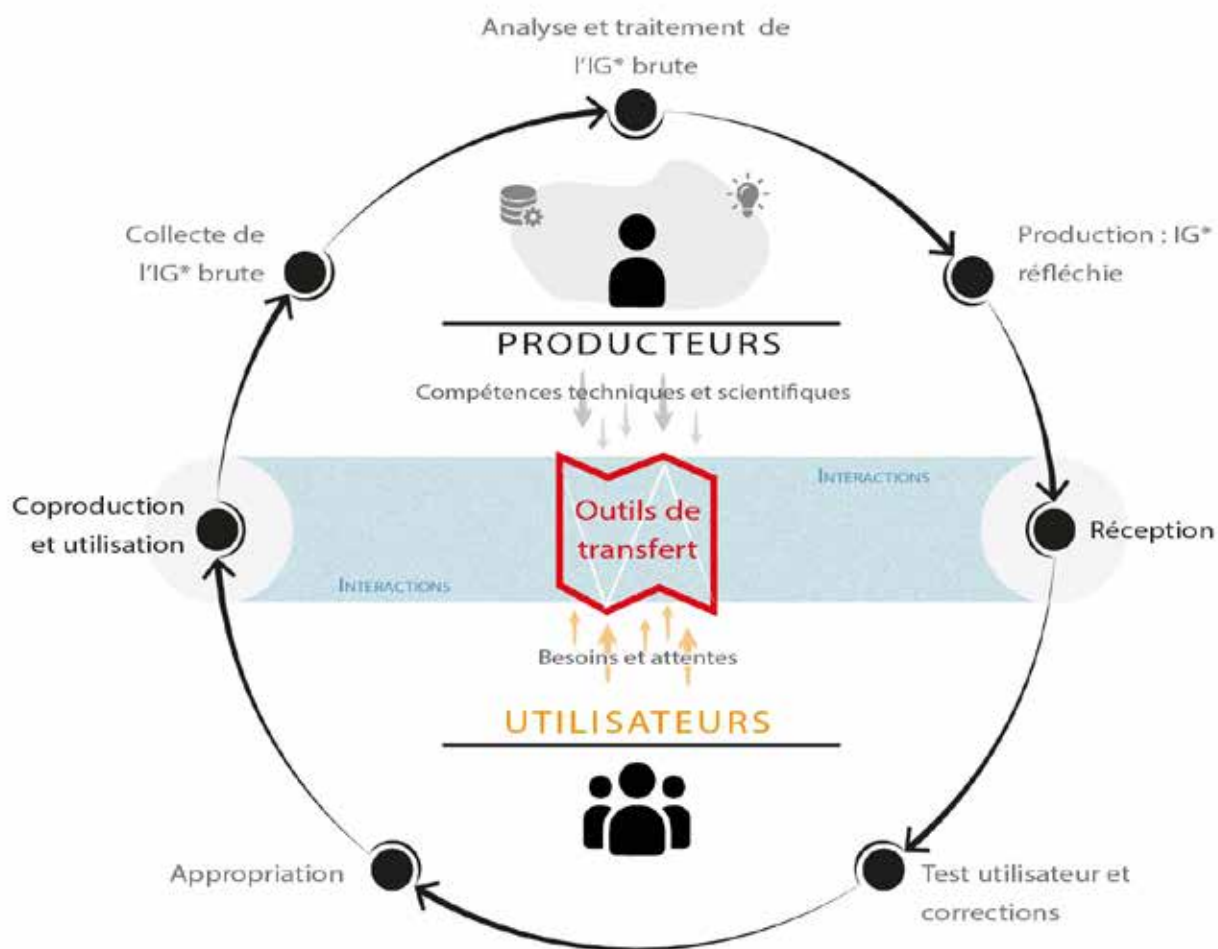 Analyse et traitement de
l'IG* brute
Collecte de
l'IG* brute
Production : IG*
réfléchie
PRODUCTEURS
Compétences techniques et scientifiques
INTERACTIONS
Coproduction
et utilisation
Outils de
transfert
Réception
INTERACTIONS
Besoins et attentes
UTILISATEURS
Appropriation
Test utilisateur et
corrections